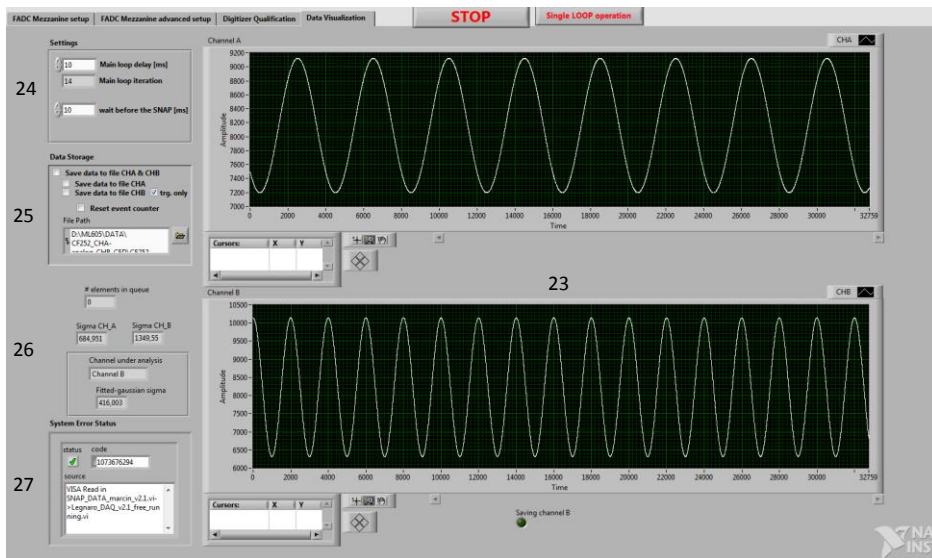 FADC Mezzanine setup
FADC Mezzanine advanced setup
Digitizer Qualification
Data Visualization
STOP
Single LOOP operation
24
Settings
10 Main loop delay [ms]
14 Main loop iteration
10 wait before the SNAP [ms]
Channel A
CHA
Amplitude
9200
9000
8800
8600
8400
8200
8000
7800
7600
7400
7200
7000
0 2000 4000 6000 8000 10000 12000 14000 16000 18000 20000 22000 24000 26000 28000 30000 32759
Time
Cursors: X Y
25
Data Storage
Save data to file CHA & CHB
Save data to file CHA
Save data to file CHB trg. only
Reset event counter
File Path
D:\ML605\DATA\
CF252_CHA-
23
26
# elements in queue
0
Sigma CH_A Sigma CH_B
684,951 1349,55
Channel under analysis
Channel B
Fitted-gaussian sigma
416,003
Channel B
CHB
Amplitude
10500
10000
9500
9000
8500
8000
7500
7000
6500
6000
0 2000 4000 6000 8000 10000 12000 14000 16000 18000 20000 22000 24000 26000 28000 30000 32759
Time
Cursors: X Y
Saving channel B
27
System Error Status
status code
1073676294
source
VISA Read in
SNAP_DATA_marcin_v2.1.vi-
>Legnaro_DAQ_v2.1_free_run
ning.vi
NA
INS